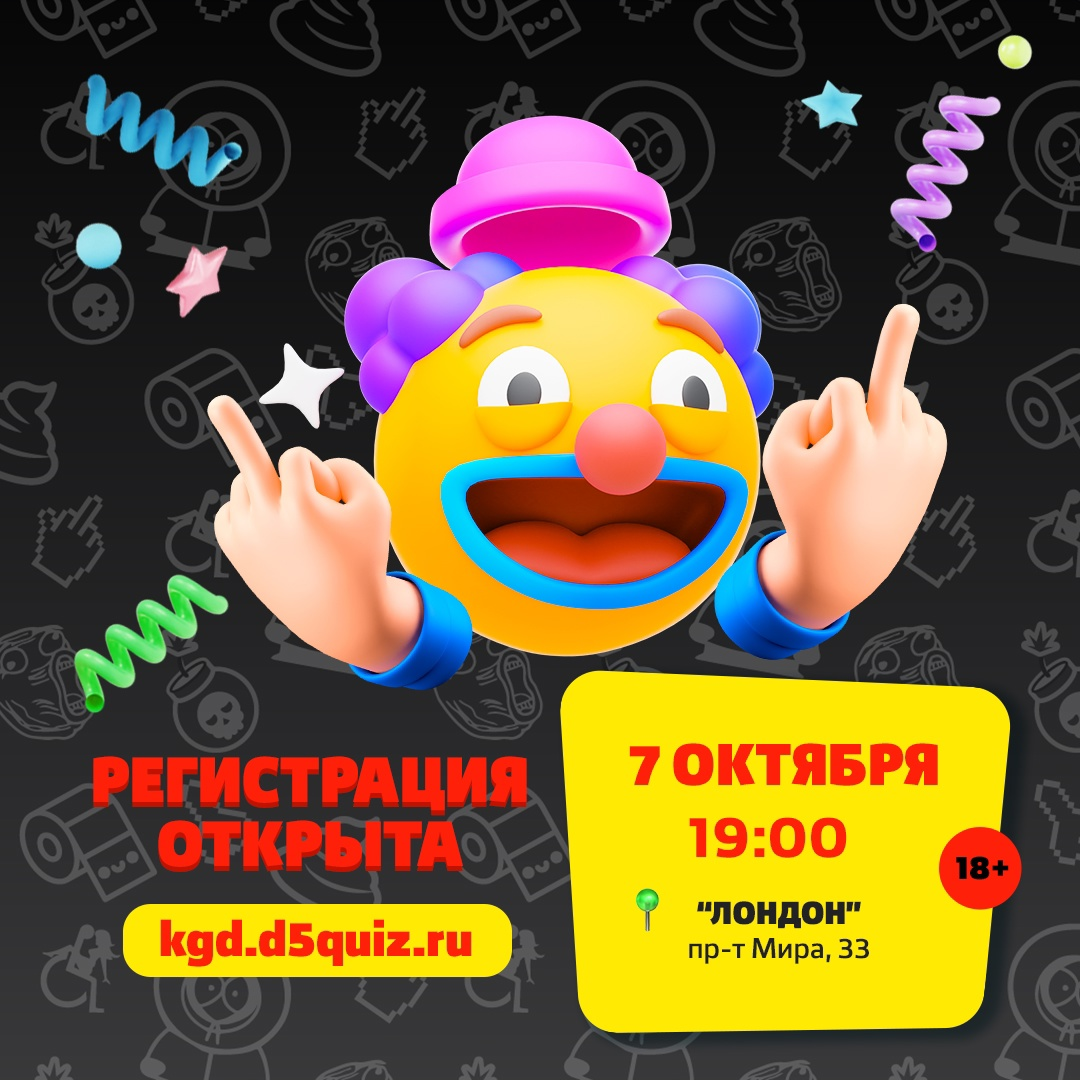 РЕГИСТРАЦИЯ
ОТКРЫТА
kgd.d5quiz.ru
7 ОКТЯБРЯ
19:00
18+
“ЛОНДОН”
пр-т Мира, 33